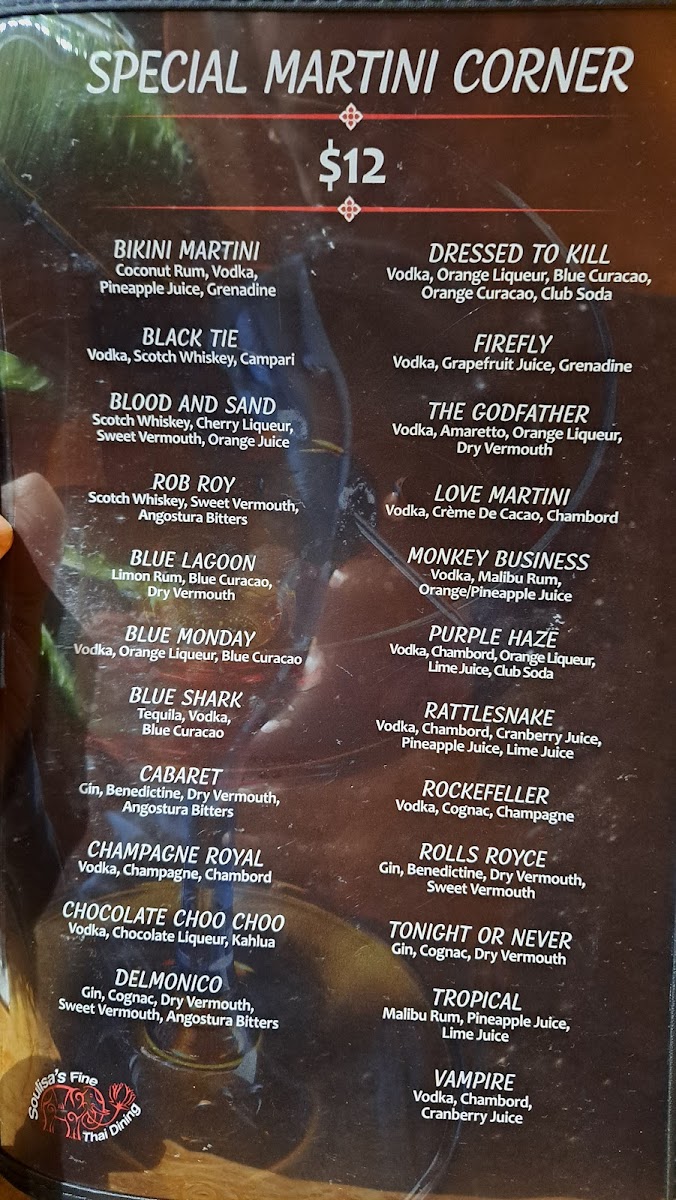 SPECIAL MARTINI CORNER
$12
BIKINI MARTINI
Coconut Rum, Vodka,
Pineapple Juice, Grenadine
BLACK TIE
Vodka, Scotch Whiskey, Campari
BLOOD AND SAND
Scotch Whiskey, Cherry Liqueur,
Sweet Vermouth, Orange Juice
ROB ROY
Scotch Whiskey, Sweet Vermouth,
Angostura Bitters
BLUE LAGOON
Limon Rum, Blue Curacao,
Dry Vermouth
BLUE MONDAY
Vodka, Orange Liqueur, Blue Curacao
BLUE SHARK
Tequila, Vodka,
Blue Curacao
CABARET
Gin, Benedictine, Dry Vermouth,
Angostura Bitters
CHAMPAGNE ROYAL
Vodka, Champagne, Chambord
CHOCOLATE CHOO CHOO
Vodka, Chocolate Liqueur, Kahlua
DELMONICO
Gin, Cognac, Dry Vermouth,
Sweet Vermouth, Angostura Bitters
DRESSED TO KILL
Vodka, Orange Liqueur, Blue Curacao,
Orange Curacao, Club Soda
FIREFLY
Vodka, Grapefruit Juice, Grenadine
THE GODFATHER
Vodka, Amaretto, Orange Liqueur,
Dry Vermouth
LOVE MARTINI
Vodka, Crème De Cacao, Chambord
MONKEY BUSINESS
Vodka, Malibu Rum,
Orange/Pineapple Juice
PURPLE HAZE
Vodka, Chambord, Orange Liqueur,
Lime Juice, Club Soda
RATTLESNAKE
Vodka, Chambord, Cranberry Juice,
Pineapple Juice, Lime Juice
ROCKEFELLER
Vodka, Cognac, Champagne
ROLLS ROYCE
Gin, Benedictine, Dry Vermouth,
Sweet Vermouth
TONIGHT OR NEVER
Gin, Cognac, Dry Vermouth
TROPICAL
Malibu Rum, Pineapple Juice,
Lime Juice
VAMPIRE
Vodka, Chambord,
Cranberry Juice
Soulisa's Fine
Thai Dining